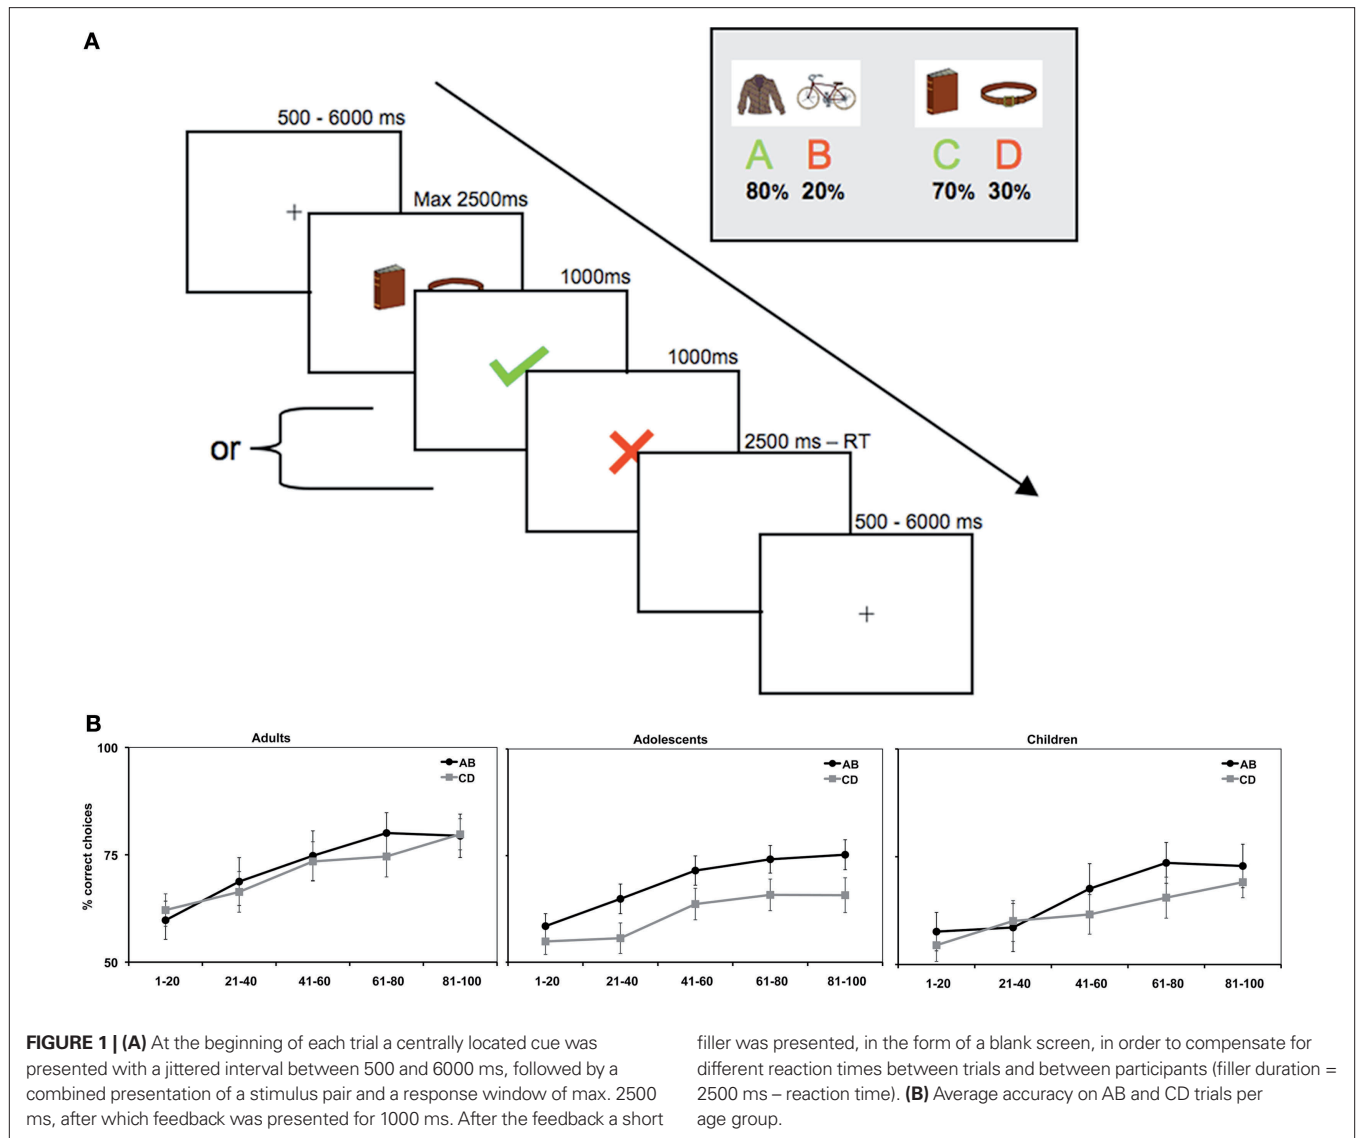 A
500 - 6000 ms
Max 2500ms
1000ms
1000ms
2500 ms – RT
500 - 6000 ms
or
A B C D
80% 20% 70% 30%
B
Adults
Adolescents
Children
% correct choices
100
75
50
AB
CD
AB
CD
AB
CD
1-20 21-40 41-60 61-80 81-100
1-20 21-40 41-60 61-80 81-100
1-20 21-40 41-60 61-80 81-100
FIGURE 1 | (A) At the beginning of each trial a centrally located cue was
presented with a jittered interval between 500 and 6000 ms, followed by a
combined presentation of a stimulus pair and a response window of max. 2500
ms, after which feedback was presented for 1000 ms. After the feedback a short
filler was presented, in the form of a blank screen, in order to compensate for
different reaction times between trials and between participants (filler duration =
2500 ms – reaction time). (B) Average accuracy on AB and CD trials per
age group.